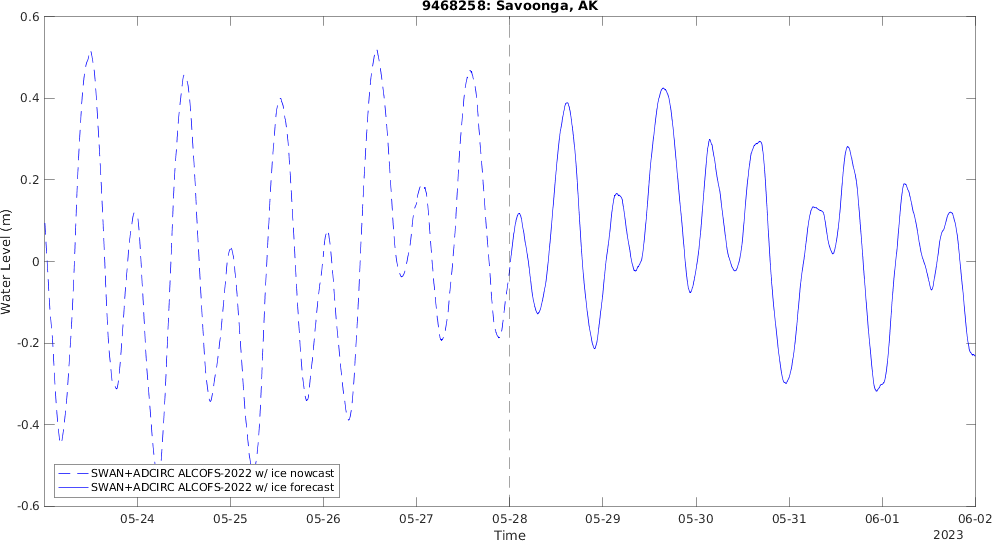 9468258: Savoonga, AK
0.6
0.4
0.2
0
-0.2
-0.4
-0.6
Water Level (m)
SWAN+ADCIRC ALCOFS-2022 w/ ice nowcast
SWAN+ADCIRC ALCOFS-2022 w/ ice forecast
05-24 05-25 05-26 05-27 05-28 05-29 05-30 05-31 06-01 06-02
Time
2023